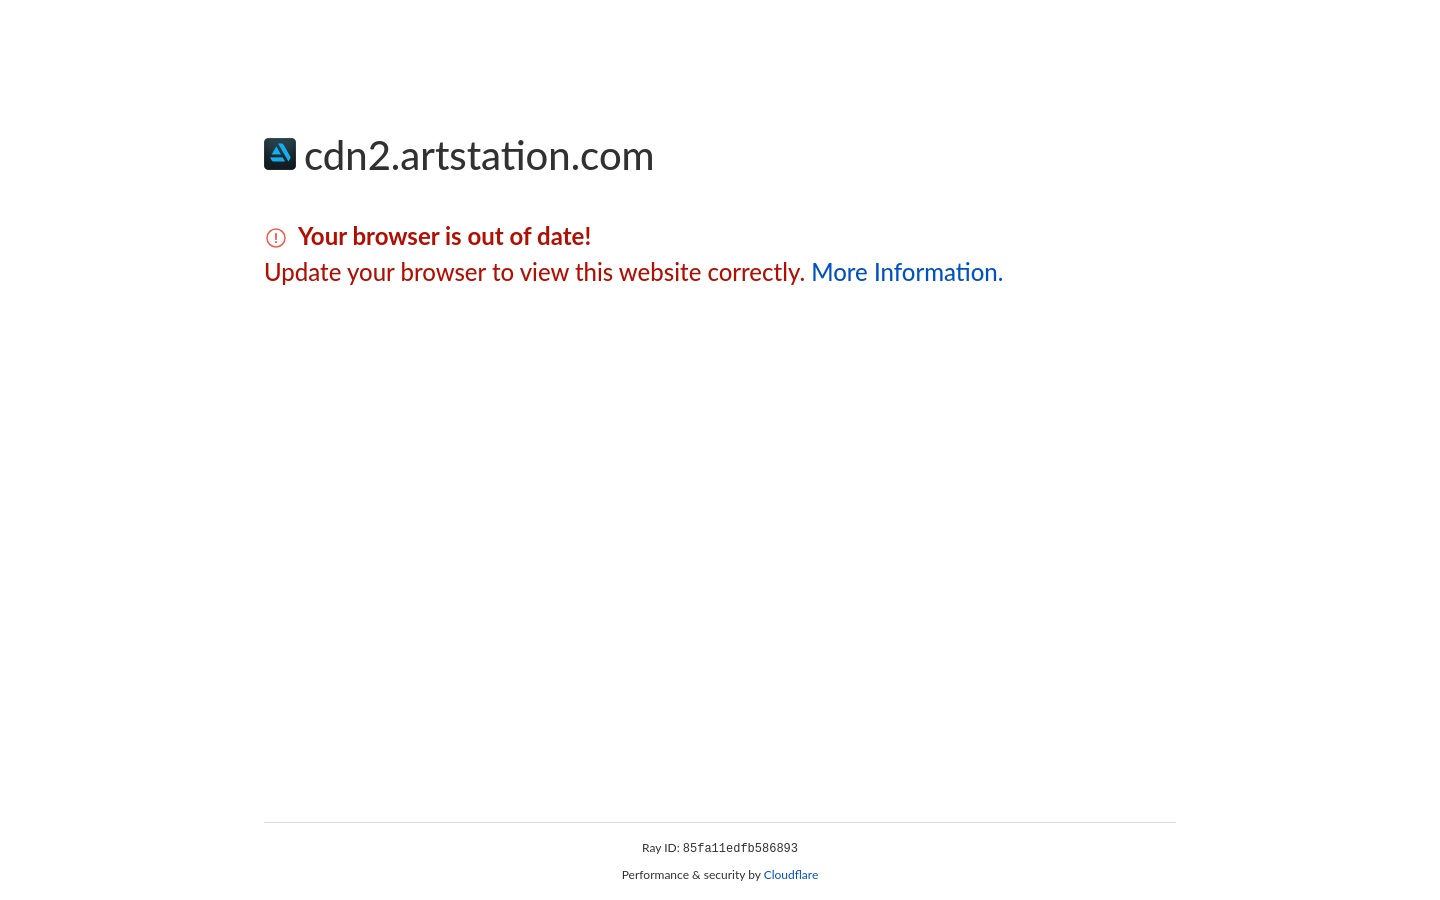 cdn2.artstation.com
Your browser is out of date!
Update your browser to view this website correctly. More Information.
Ray ID: 85fa11edfb586893
Performance & security by Cloudflare